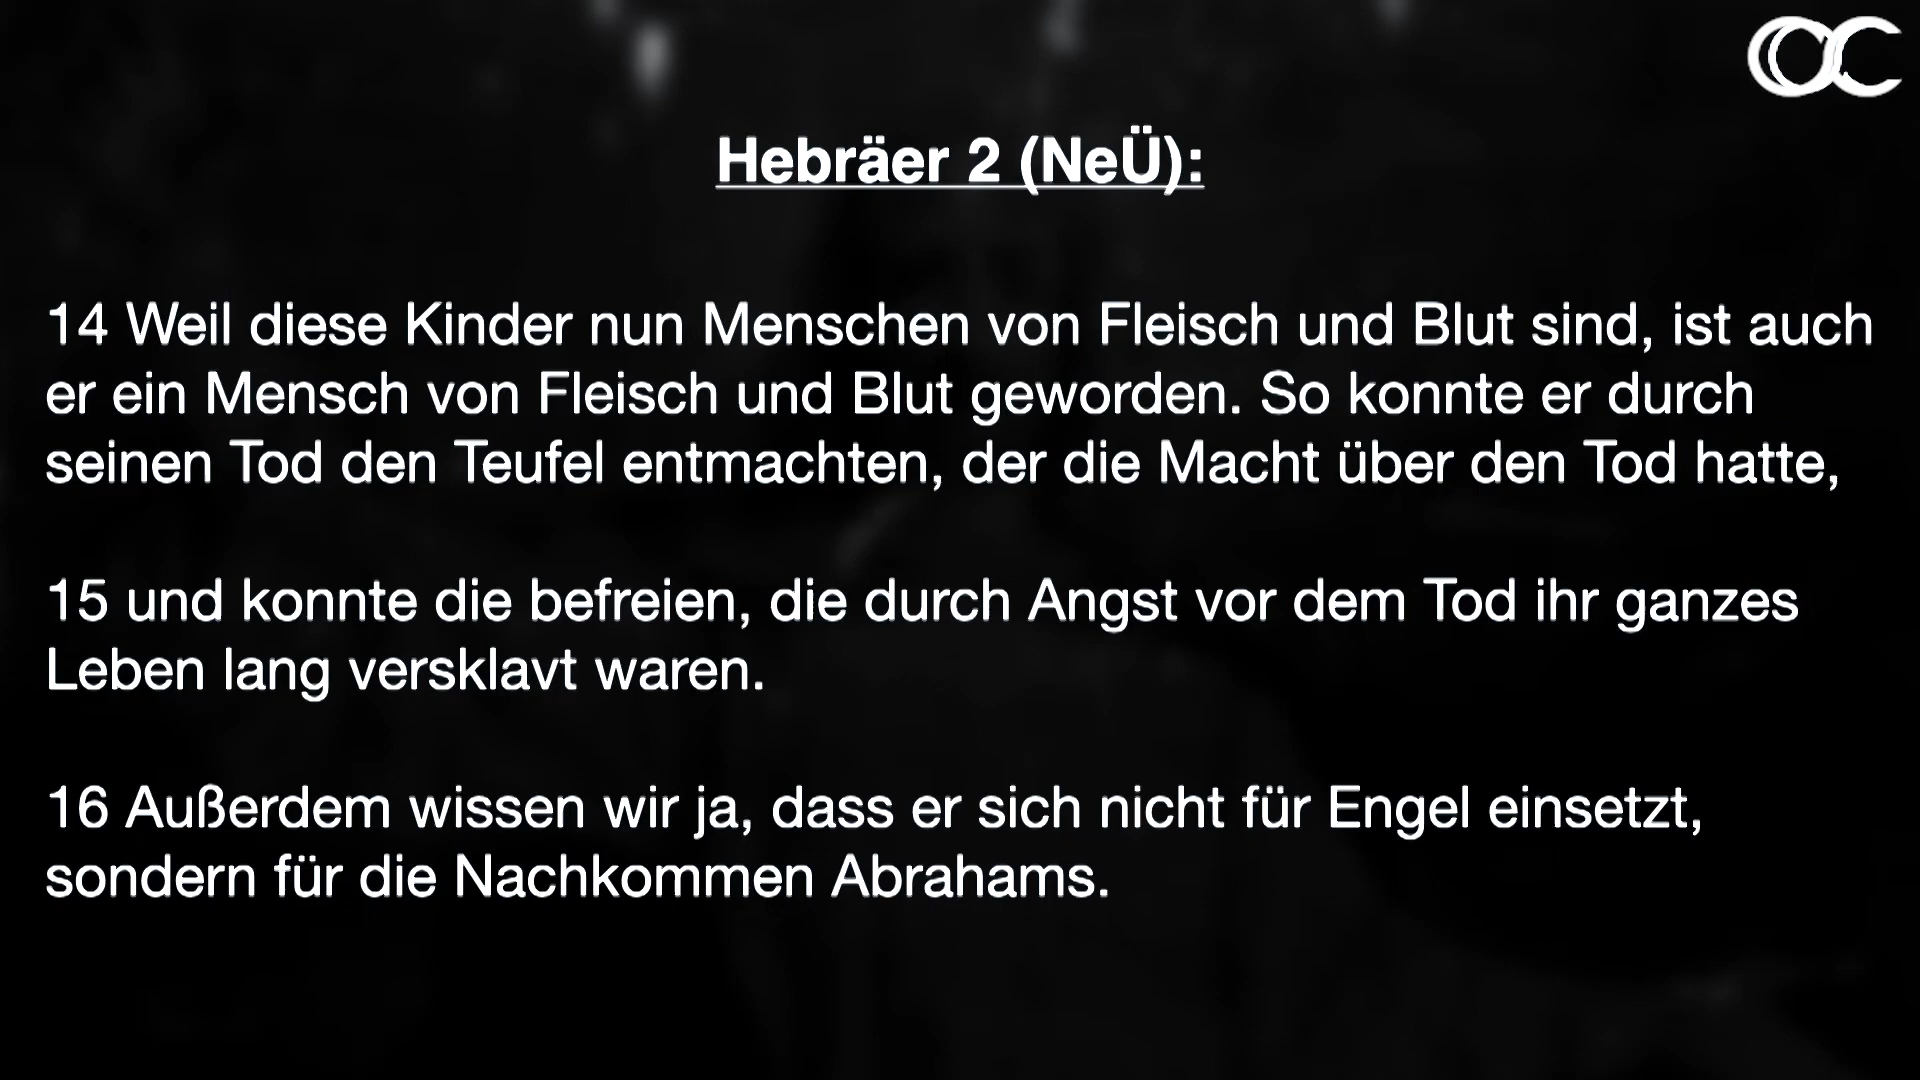 OC
Hebräer 2 (NeÜ):
14 Weil diese Kinder nun Menschen von Fleisch und Blut sind, ist auch
er ein Mensch von Fleisch und Blut geworden. So konnte er durch
seinen Tod den Teufel entmachten, der die Macht über den Tod hatte,
15 und konnte die befreien, die durch Angst vor dem Tod ihr ganzes
Leben lang versklavt waren.
16 Außerdem wissen wir ja, dass er sich nicht für Engel einsetzt,
sondern für die Nachkommen Abrahams.